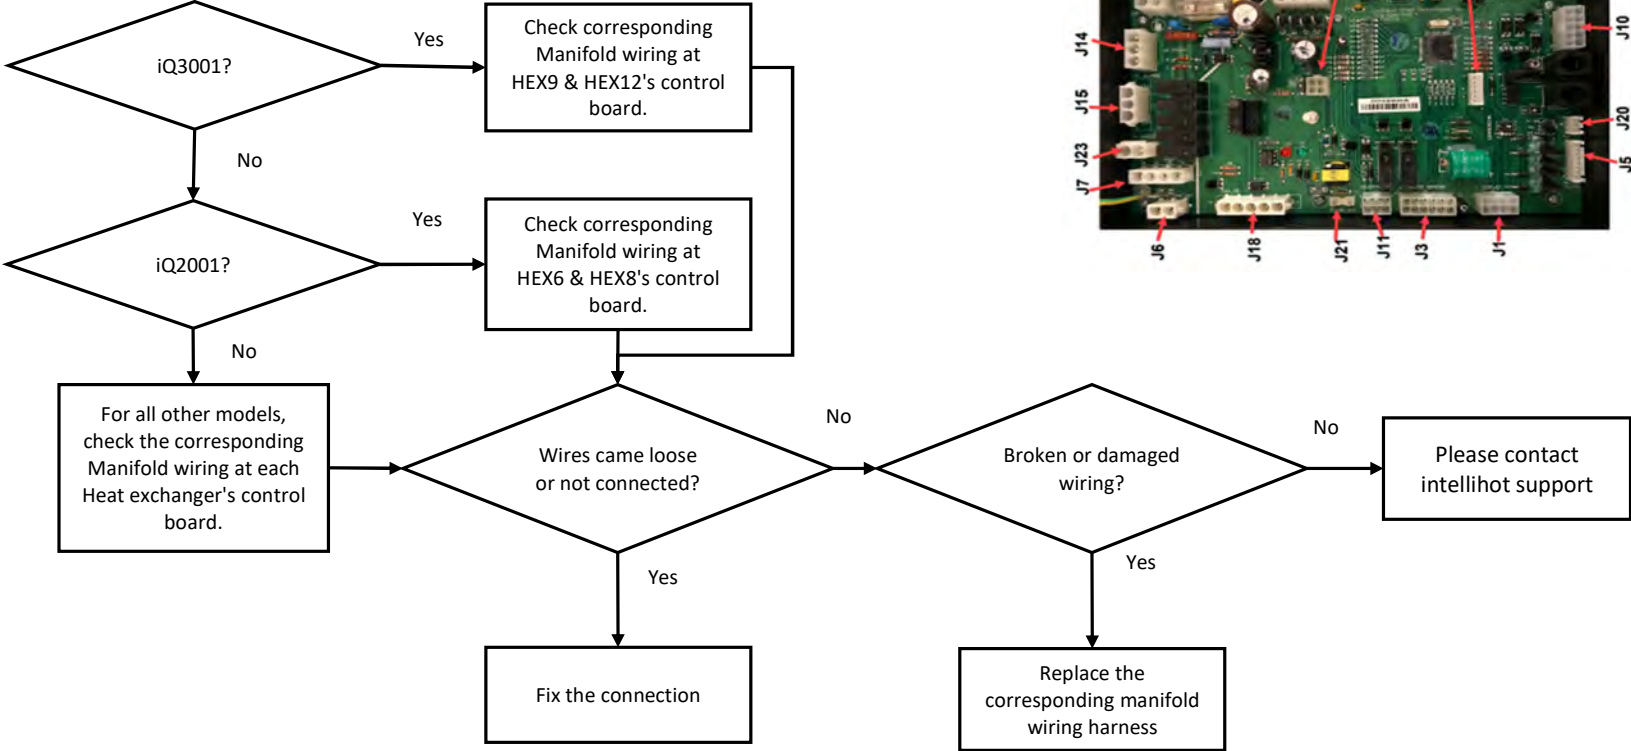 iQ3001?
Yes
Check corresponding
Manifold wiring at
HEX9 & HEX12's control
board.
No
iQ2001?
Yes
Check corresponding
Manifold wiring at
HEX6 & HEX8's control
board.
No
For all other models,
check the corresponding
Manifold wiring at each
Heat exchanger's control
board.
Wires came loose
or not connected?
No
Broken or damaged
wiring?
No
Please contact
intellihot support
Yes
Fix the connection
Yes
Replace the
corresponding manifold
wiring harness
J14
J15
J23
J7
J6
J18
J21
J11
J3
J1
J5
J20
J10